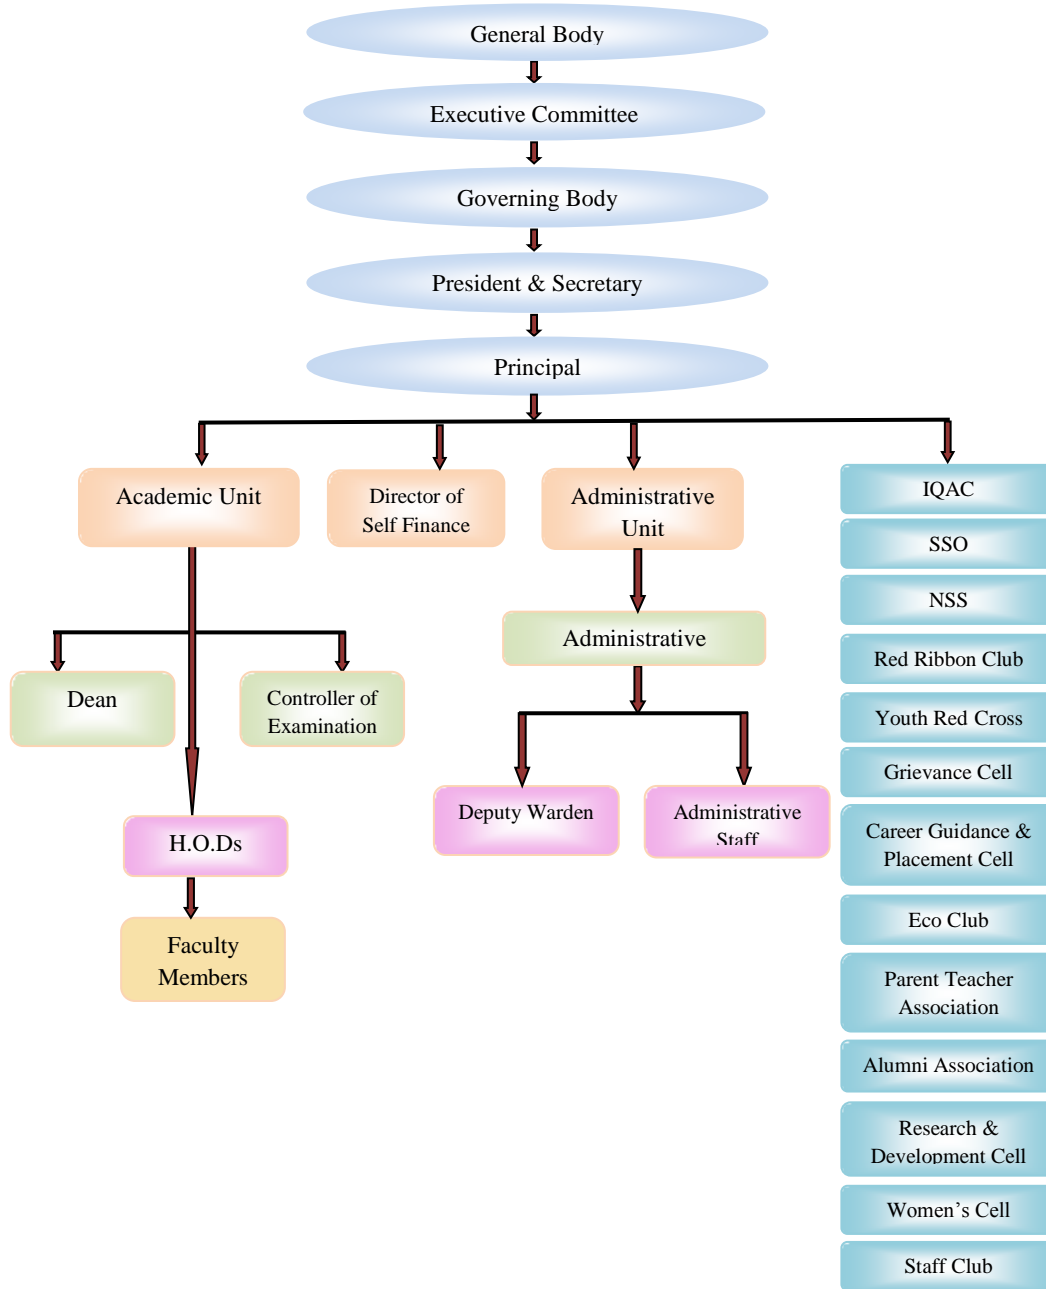 General Body
Executive Committee
Governing Body
President & Secretary
Principal
Academic Unit
Director of
Self Finance
Administrative
Unit
IQAC
SSO
NSS
Red Ribbon Club
Youth Red Cross
Grievance Cell
Career Guidance &
Placement Cell
Eco Club
Parent Teacher
Association
Alumni Association
Research &
Development Cell
Women's Cell
Staff Club
Dean
Controller of
Examination
Administrative
H.O.Ds
Deputy Warden
Administrative
Staff
Faculty
Members